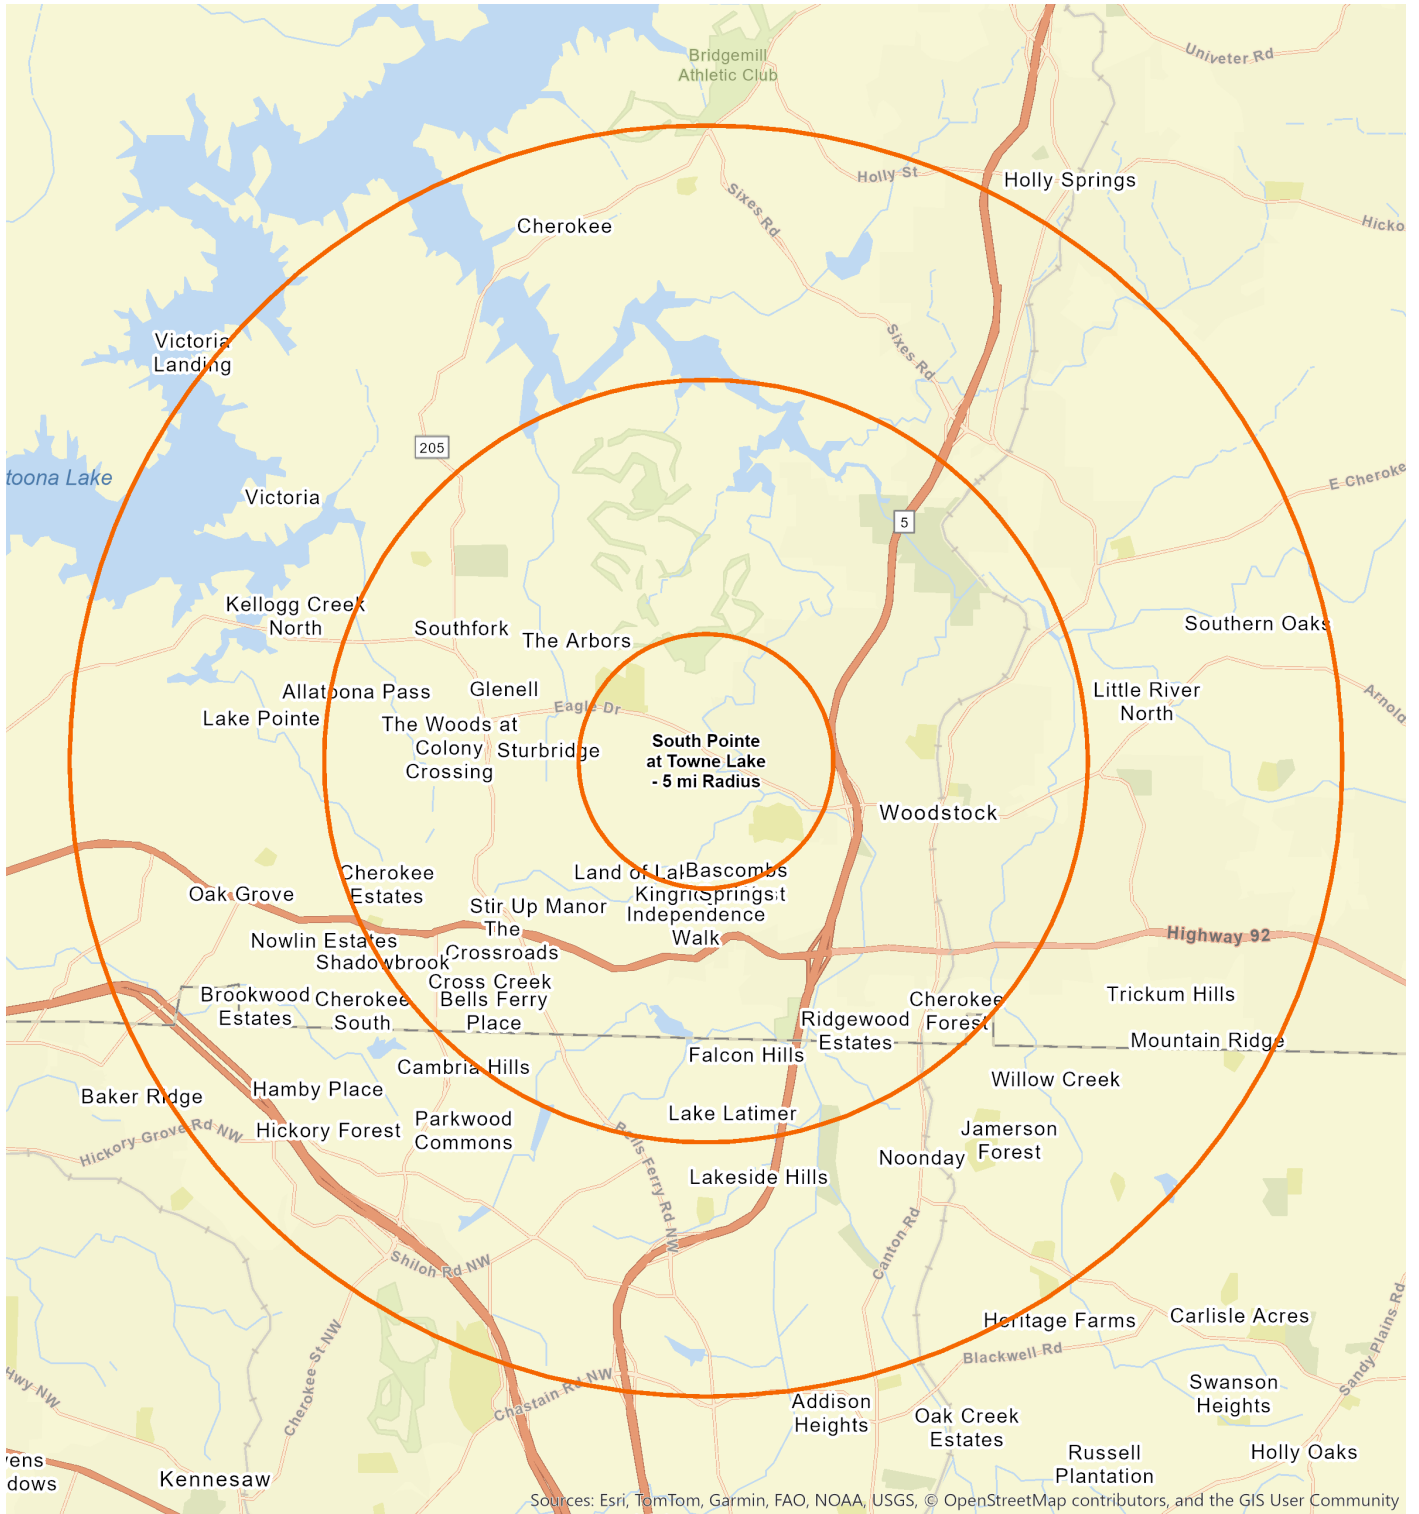 Bridgemill
Athletic Club
Univeter Rd
Holly St
Holly Springs
Sixes Rd
Cherokee
Hicko
Victoria
Landing
Sixes Rd
205
toona Lake
E Cheroke
Victoria
5
Kellogg Creek
North
Southfork
The Arbors
Southern Oaks
Allatoona Pass
Glenell
Eagle Dr
Little River
North
Arnold
Lake Pointe
The Woods at
Colony
Crossing
Sturbridge
South Pointe
at Towne Lake
- 5 mi Radius
Woodstock
Cherokee
Estates
Land of
Bascombs
Oak Grove
Springs
Stir Up Manor
Independence
Walk
The
Crossroads
Highway 92
Nowlin Estates
Shadowbrook
Cross Creek
Brookwood
Estates
Cherokee
South
Bells Ferry
Place
Cherokee
Forest
Trickum Hills
Ridgewood
Estates
Mountain Ridge
Falcon Hills
Cambria Hills
Willow Creek
Baker Ridge
Hamby Place
Lake Latimer
Parkwood
Commons
Hickory Grove Rd NW
Hickory Forest
Bells Ferry Rd NW
Jamerson
Forest
Noonday
Lakeside Hills
Canton Rd
Shiloh Rd NW
Heritage Farms
Carlisle Acres
Cherokee St NW
Blackwell Rd
Sandy Plains Rd
Hwy NW
Chastain Rd NW
Swanson
Heights
Addison
Heights
Oak Creek
Estates
Holly Oaks
Russell
Plantation
vens
dows
Kennesaw
Sources: Esri, TomTom, Garmin, FAO, NOAA, USGS, © OpenStreetMap contributors, and the GIS User Community